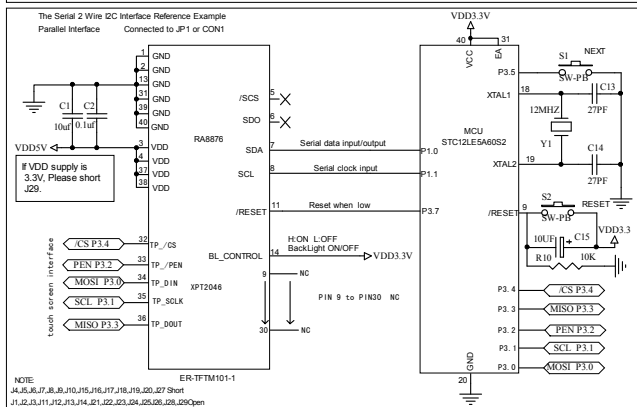 The Serial 2 Wire I2C Interface Reference Example
Parallel Interface Connected to JP1 or CON1
1 GND
2 GND
13 GND
31 GND
39 GND
40 GND
C1
10uf
C2
0.1uf
VDD5V
3 VDD
4 VDD
37 VDD
38 VDD
If VDD supply is
3.3V, Please short
J29.
RA8876
/SCS 5
SDO 6
SDA 7 Serial data input/output P1.0
SCL 8 Serial clock input P1.1
/RESET 11 Reset when low P3.7
BL_CONTROL 14
H:ON L:OFF
BackLight ON/OFF
VDD3.3V
9 NC
PIN 9 to PIN30 NC
30 NC
touch screen interface
/CS P3.4 32 TP_/CS
PEN P3.2 33 TP_/PEN
MOSI P3.0 34 TP_DIN
SCL P3.1 35 TP_SCLK
MISO P3.3 36 TP_DOUT
XPT2046
ER-TFTM101-1
VDD3.3V
40 31
VCC
EA
MCU
STC12LE5A60S2
P3.5
S1 NEXT
SW-PB
XTAL1 18
C13
27PF
12MHZ
Y1
XTAL2 19
C14
27PF
/RESET 9
S2 RESET
SW-PB
VDD3.3
10UF C15
R10 10K
P3.4 /CS P3.4
P3.3 MISO P3.3
P3.2 PEN P3.2
P3.1 SCL P3.1
P3.0 MOSI P3.0
GND
20
NOTE:
J4,J5,J6,J7,J8,J9,J10,J15,J16,J17,J18,J19,J20,J27 Short
J1,J2,J3,J11,J12,J13,J14,J21,J22,J23,J24,J25,J26,J28,J29Open